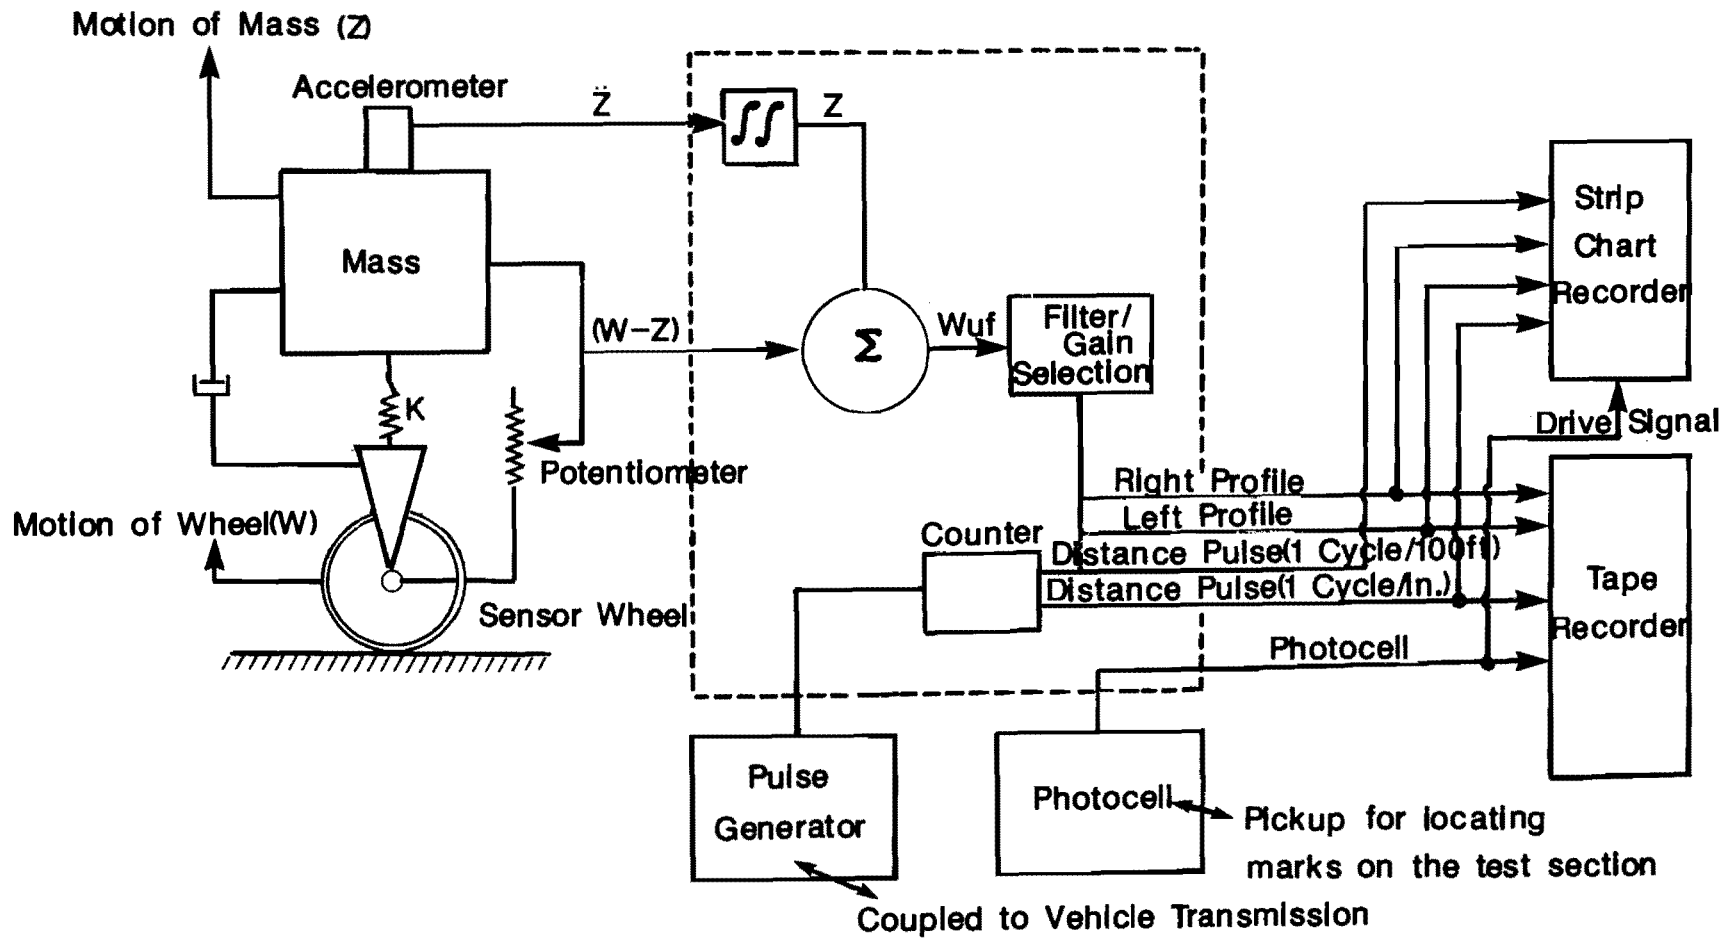 Motion of Mass (Z)
Accelerometer
Z̈
∫∫
Z
Mass
(W-Z)
Σ
Wuf
Filter/
Gain
Selection
K
Potentiometer
Motion of Wheel(W)
Sensor Wheel
Strip
Chart
Recorder
Drive Signal
Right Profile
Left Profile
Counter
Distance Pulse(1 Cycle/100ft)
Distance Pulse(1 Cycle/in.)
Photocell
Tape
Recorder
Pulse
Generator
Photocell
Pickup for locating
marks on the test section
Coupled to Vehicle Transmission